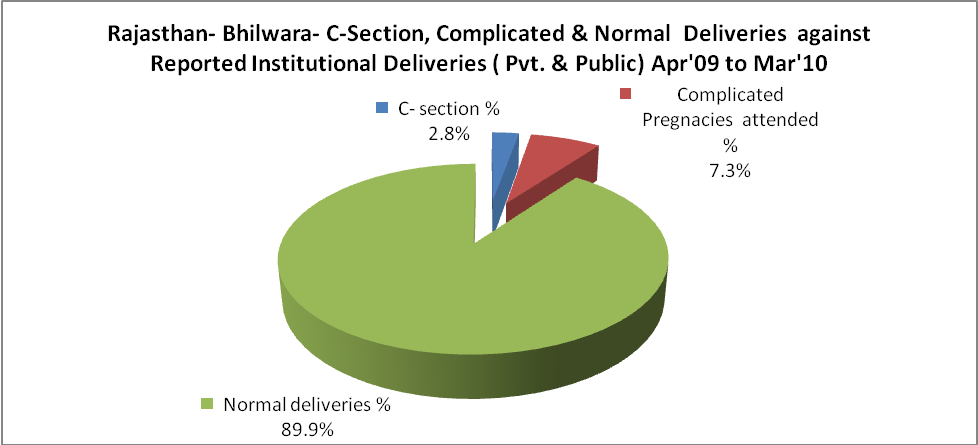 Rajasthan- Bhilwara- C-Section, Complicated & Normal Deliveries against
Reported Institutional Deliveries ( Pvt. & Public) Apr'09 to Mar'10
C- section %
2.8%
Complicated
Pregnacies attended
%
7.3%
Normal deliveries %
89.9%